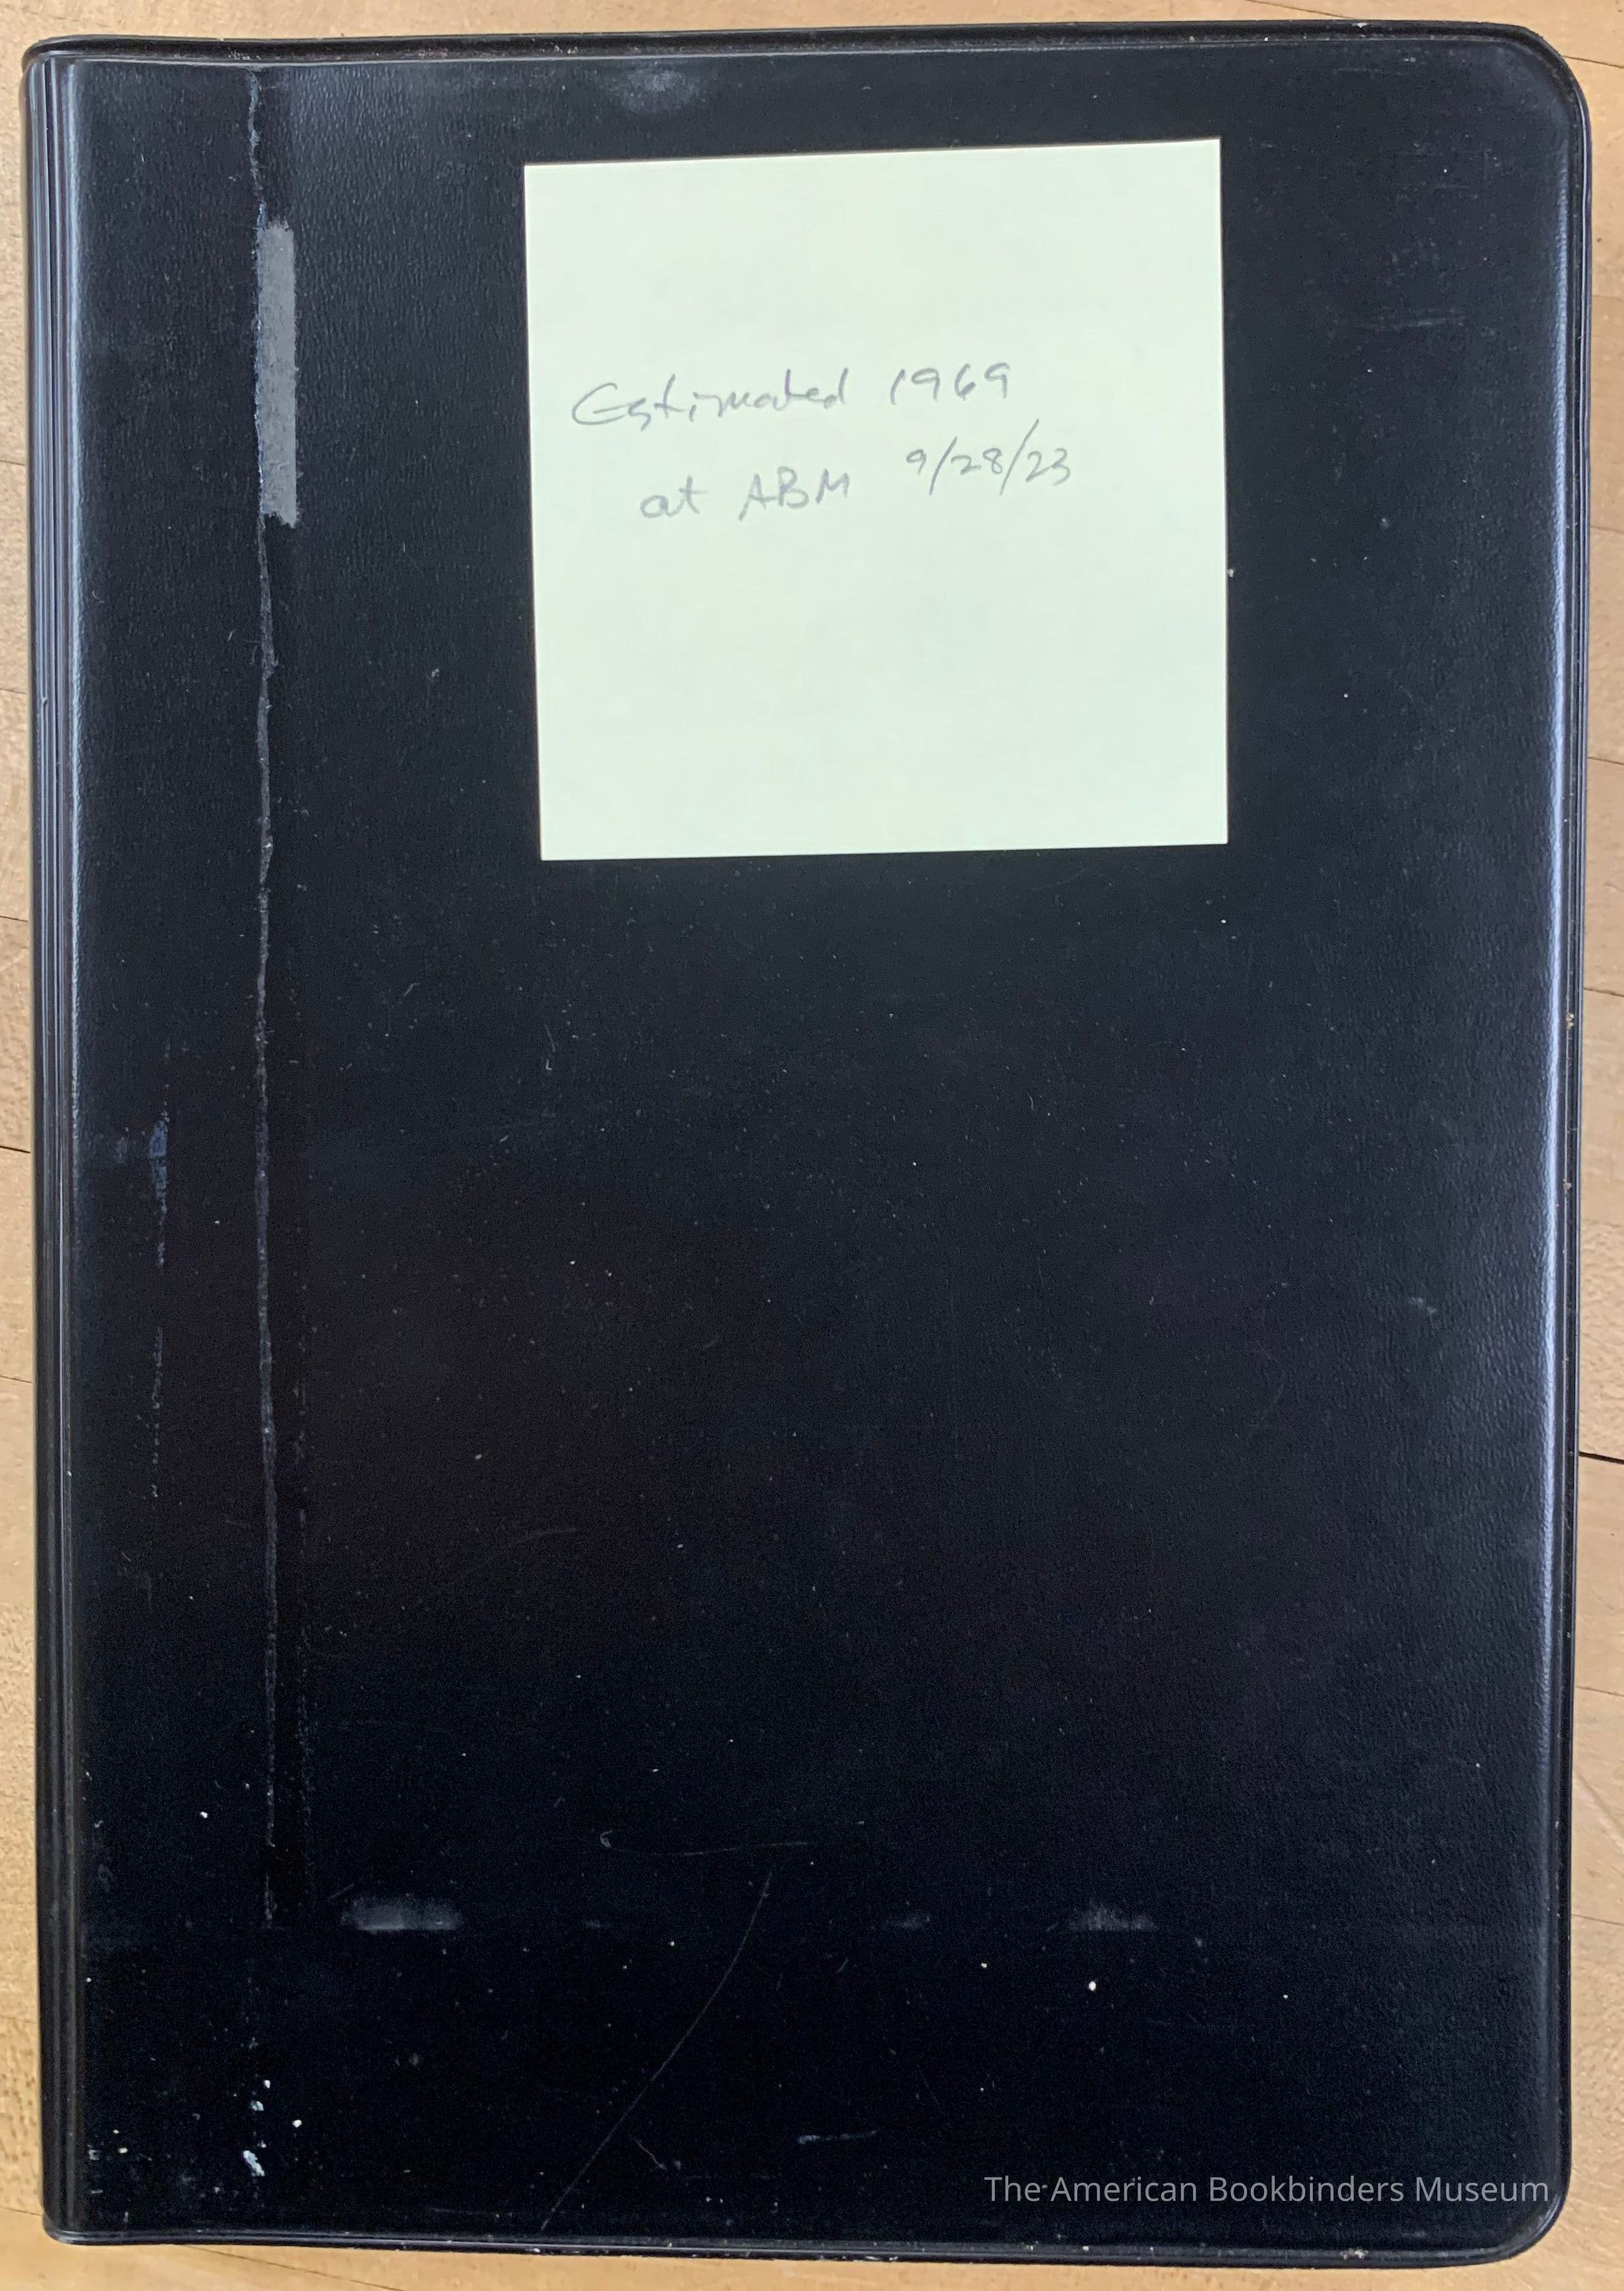 Estimated 1969
at ABM 9/28/23
The American Bookbinders Museum